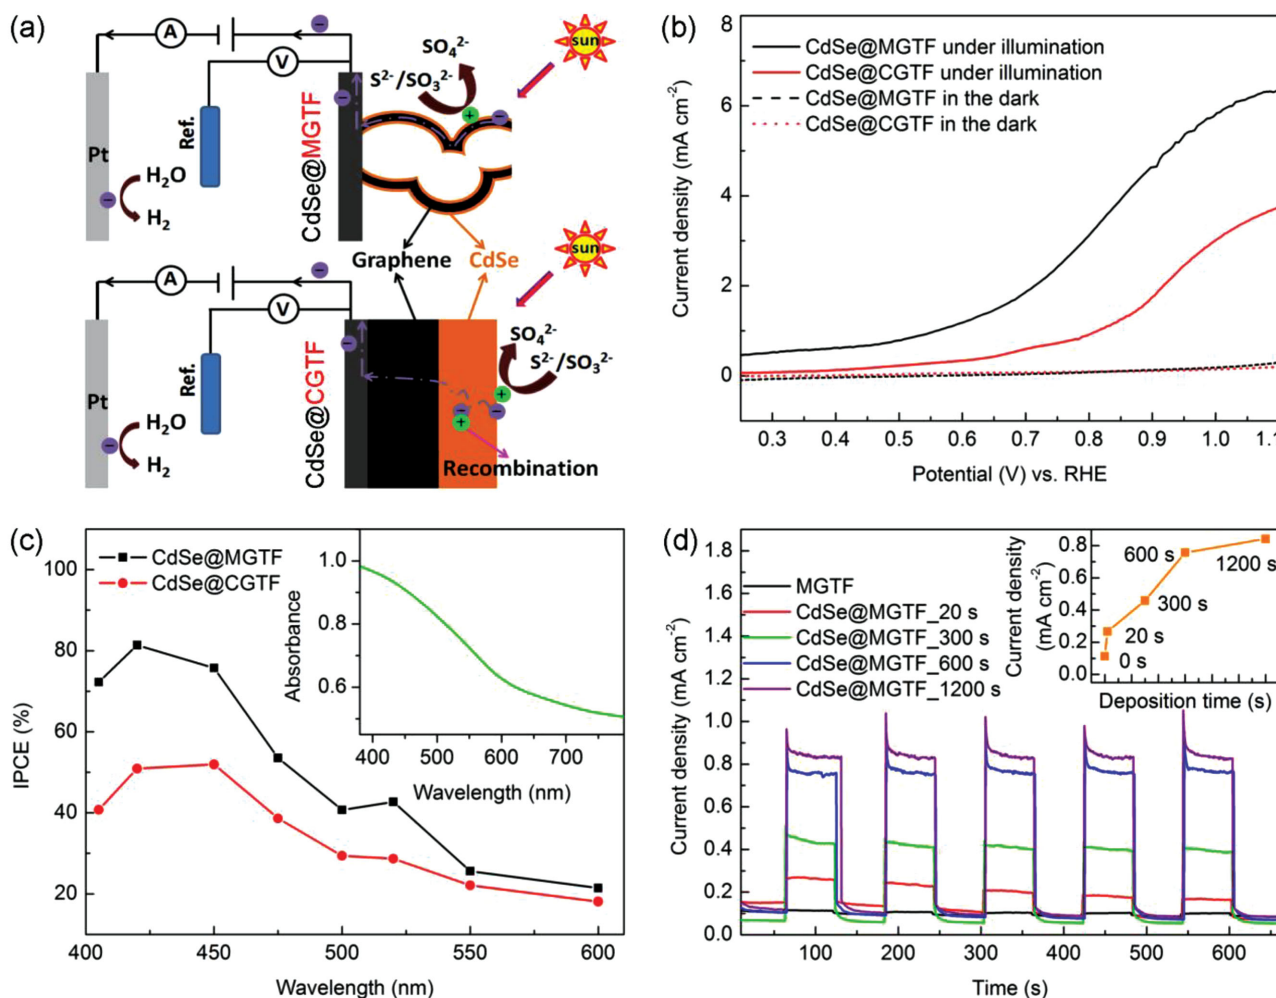 (a)
A
V
Ref.
Pt
H2O
H2
CdSe@MGTF
SO4 2-
S2-/SO3 2-
sun
+
−
Graphene
CdSe
A
V
Ref.
Pt
H2O
H2
CdSe@CGTF
sun
SO4 2-
S2-/SO3 2-
Recombination
(b)
CdSe@MGTF under illumination
CdSe@CGTF under illumination
CdSe@MGTF in the dark
CdSe@CGTF in the dark
Current density (mA cm-2)
8
6
4
2
0
0.3 0.4 0.5 0.6 0.7 0.8 0.9 1.0 1.1
Potential (V) vs. RHE
(c)
CdSe@MGTF
CdSe@CGTF
IPCE (%)
100
80
60
40
20
400 450 500 550 600
Wavelength (nm)
Absorbance
1.0
0.8
0.6
400 500 600 700
Wavelength (nm)
(d)
MGTF
CdSe@MGTF_20 s
CdSe@MGTF_300 s
CdSe@MGTF_600 s
CdSe@MGTF_1200 s
Current density (mA cm-2)
1.8
1.6
1.4
1.2
1.0
0.8
0.6
0.4
0.2
0.0
100 200 300 400 500 600
Time (s)
Current density
(mA cm-2)
0.8
0.6
0.4
0.2
0.0
600 s
1200 s
300 s
20 s
0 s
Deposition time (s)